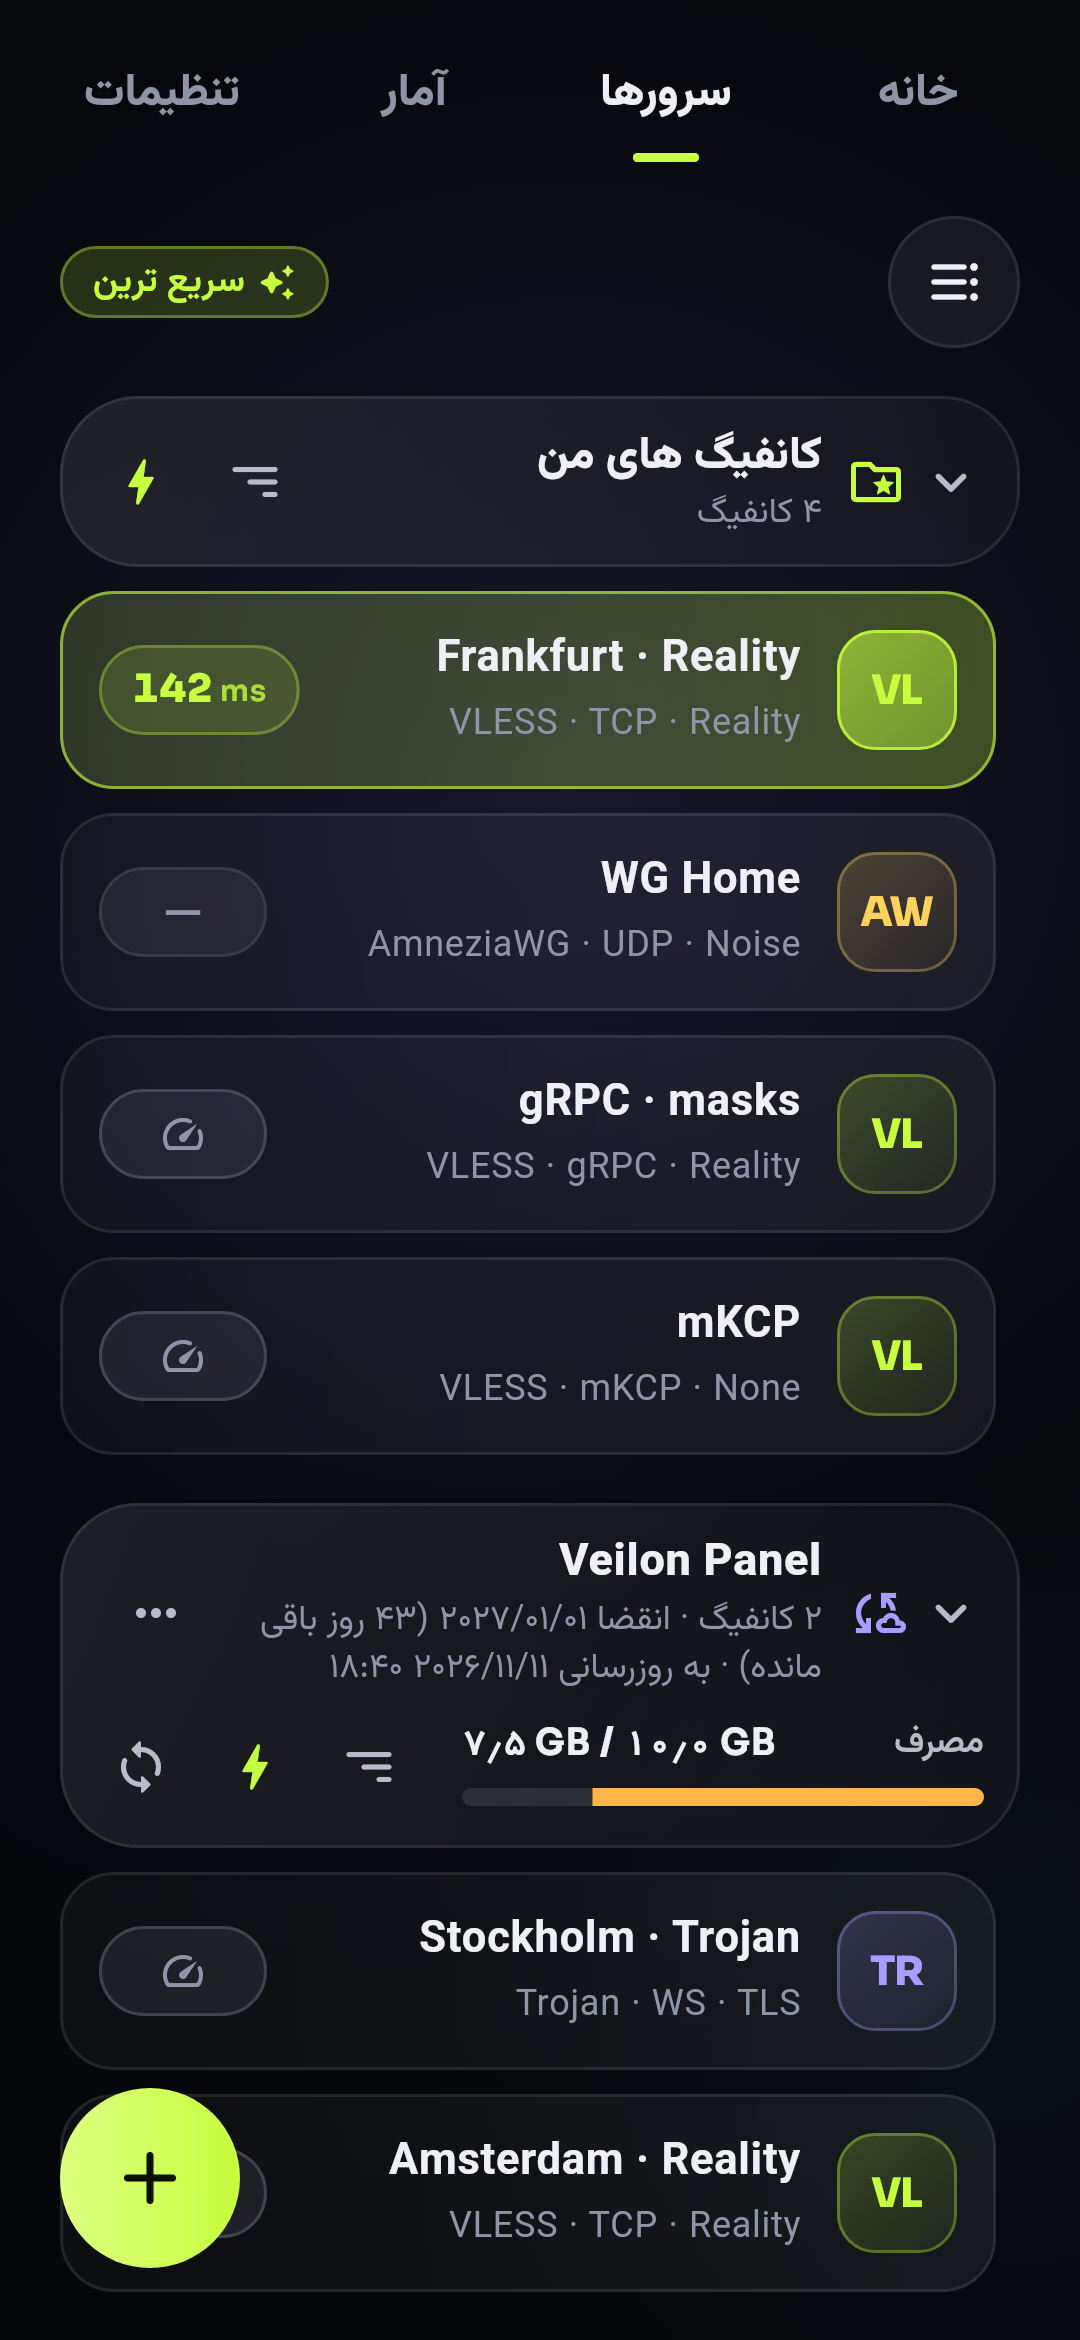 خانه
سرورها
آمار
تنظیمات
سریع ترین
کانفیگ های من
۴ کانفیگ
VL
Frankfurt · Reality
VLESS · TCP · Reality
142 ms
AW
WG Home
AmneziaWG · UDP · Noise
—
VL
gRPC · masks
VLESS · gRPC · Reality
VL
mKCP
VLESS · mKCP · None
Veilon Panel
۲ کانفیگ · انقضا ۲۰۲۷/۰۱/۰۱ (۴۳ روز باقی
مانده) · به روزرسانی ۲۰۲۶/۱۱/۱۱ ۱۸:۴۰
مصرف
۷٫۵ GB / ۱۰٫۰ GB
TR
Stockholm · Trojan
Trojan · WS · TLS
VL
Amsterdam · Reality
VLESS · TCP · Reality